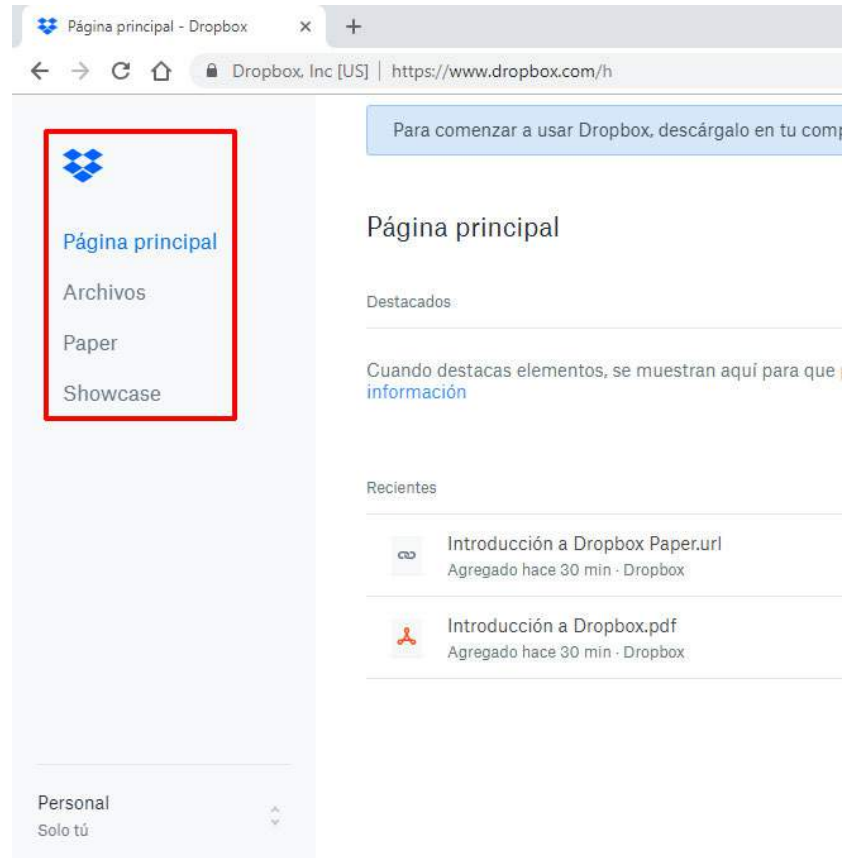 Página principal - Dropbox
Dropbox, Inc [US] | https://www.dropbox.com/h
Para comenzar a usar Dropbox, descárgalo en tu
Página principal
Archivos
Paper
Showcase
Página principal
Destacados
Cuando destacas elementos, se muestran aquí para que
información
Recientes
Introducción a Dropbox Paper.url
Agregado hace 30 min · Dropbox
Introducción a Dropbox.pdf
Agregado hace 30 min · Dropbox
Personal
Solo tú